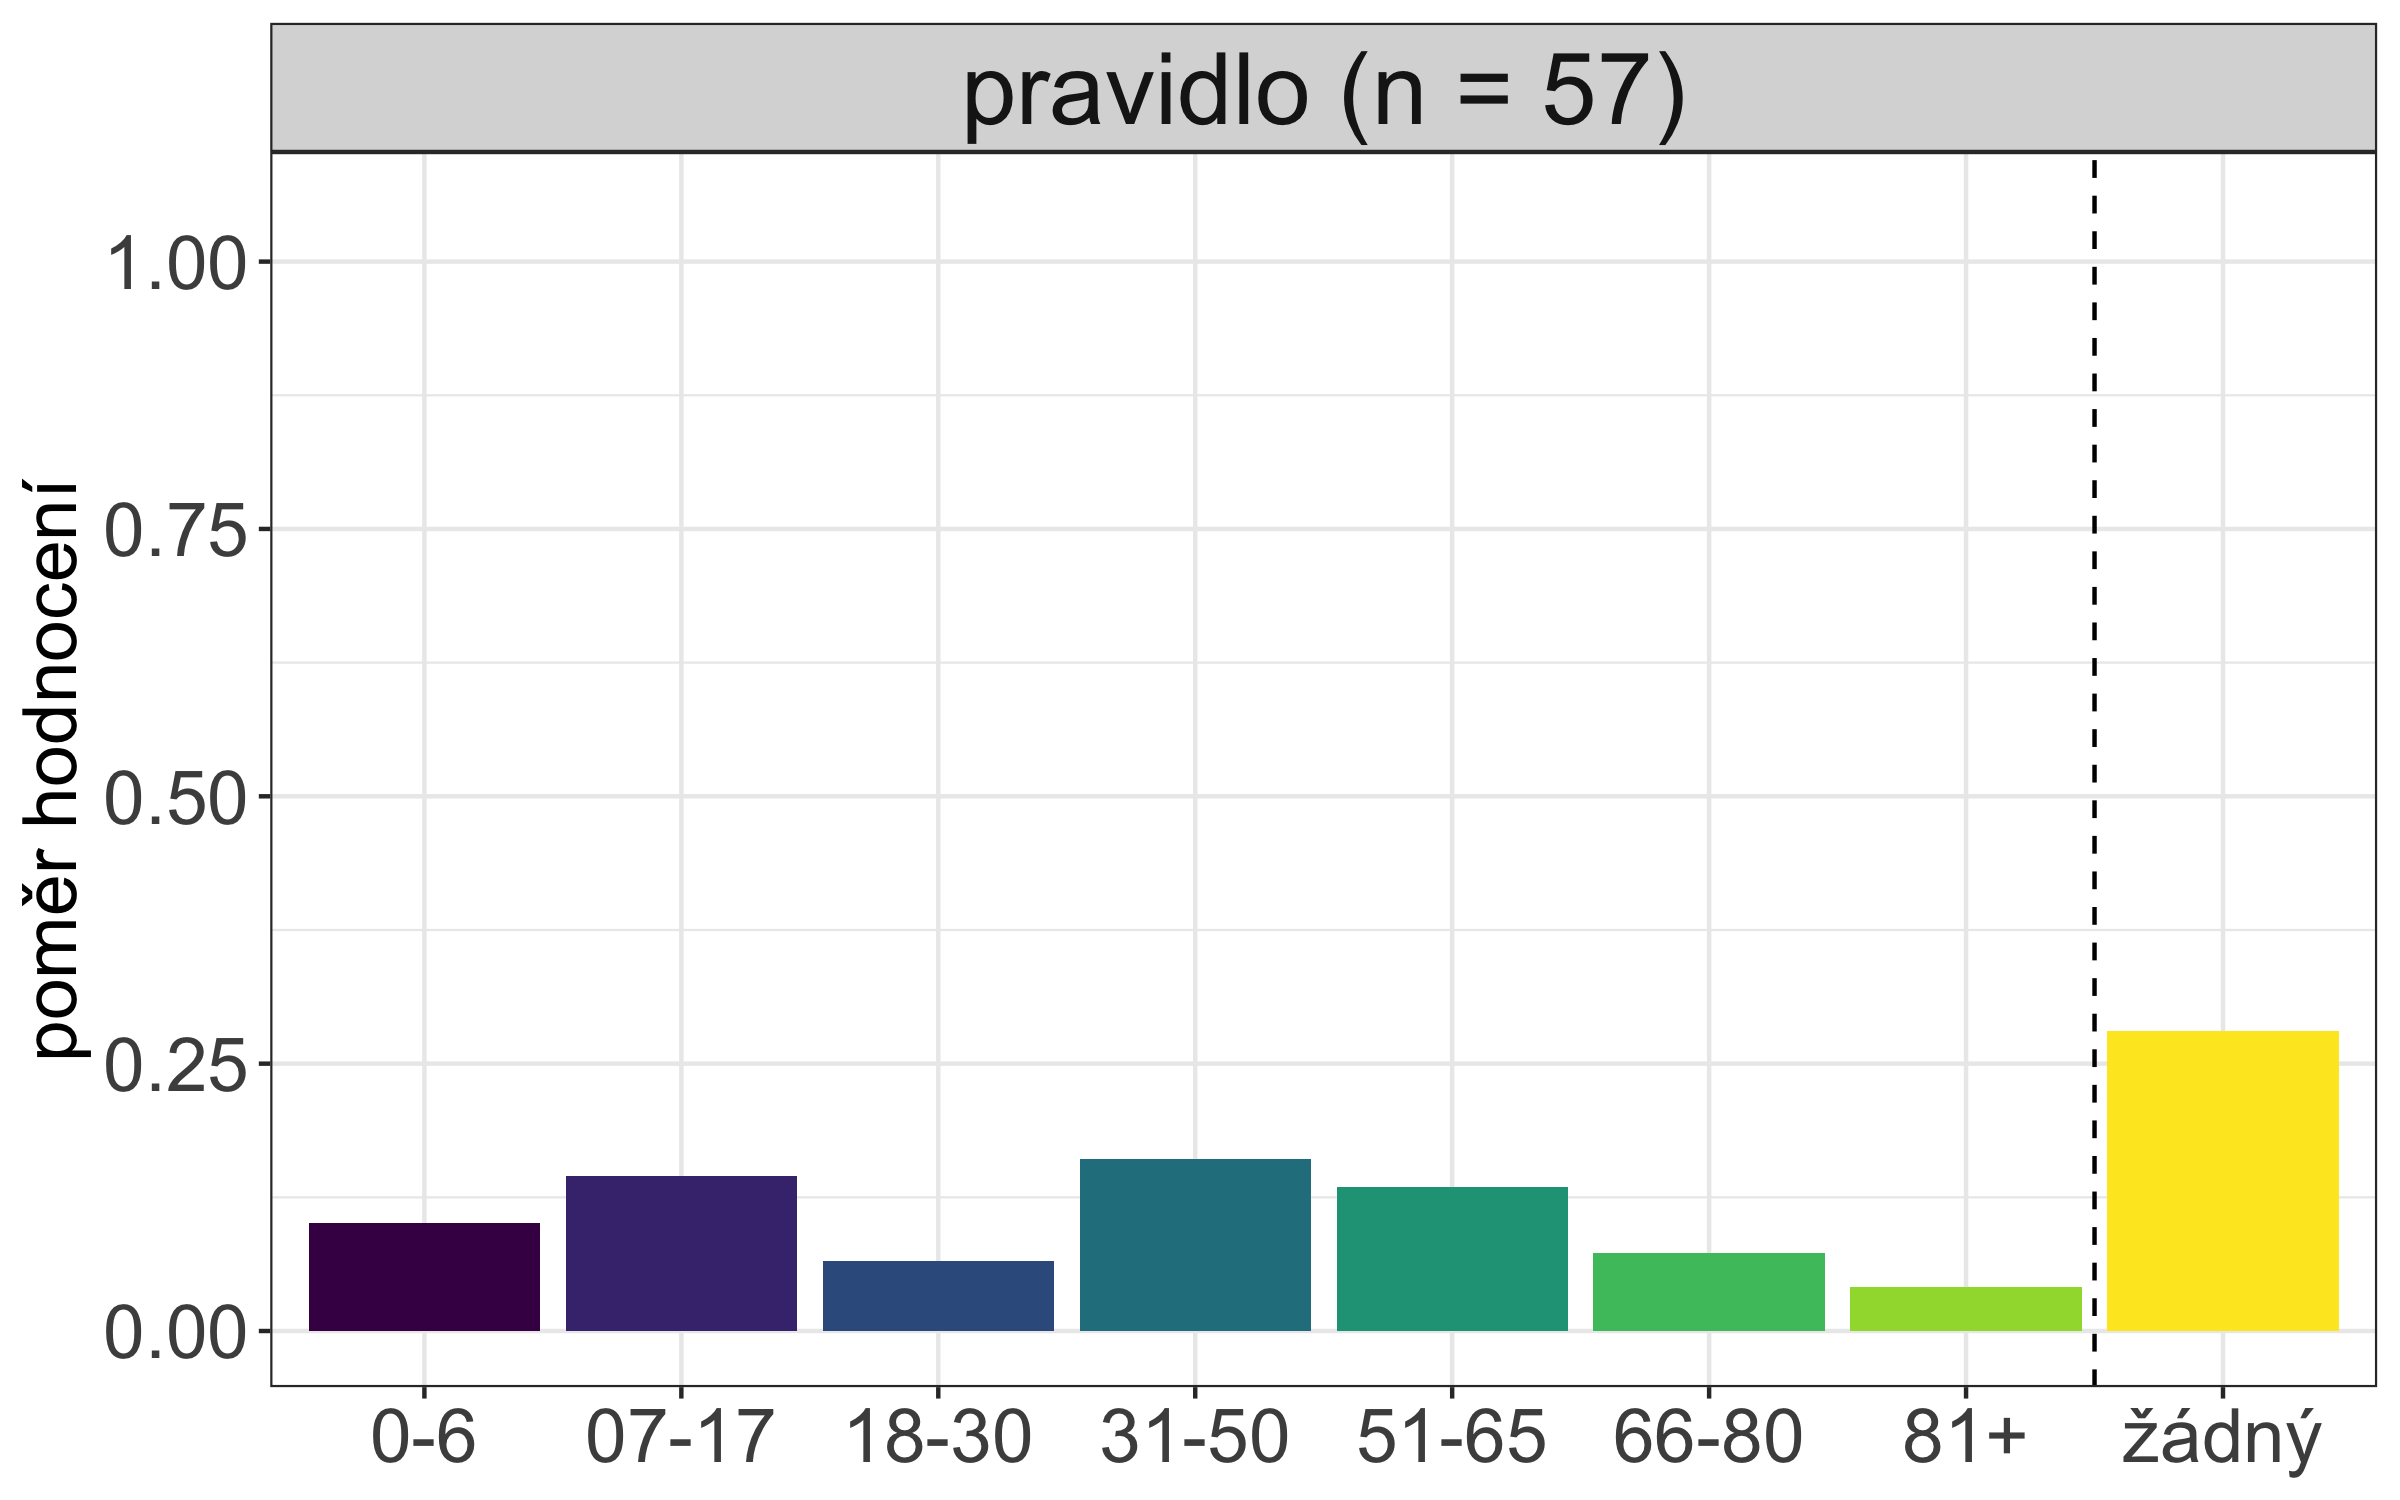 pravidlo (n = 57)
poměr hodnocení
1.00
0.75
0.50
0.25
0.00
0-6 07-17 18-30 31-50 51-65 66-80 81+ žádný